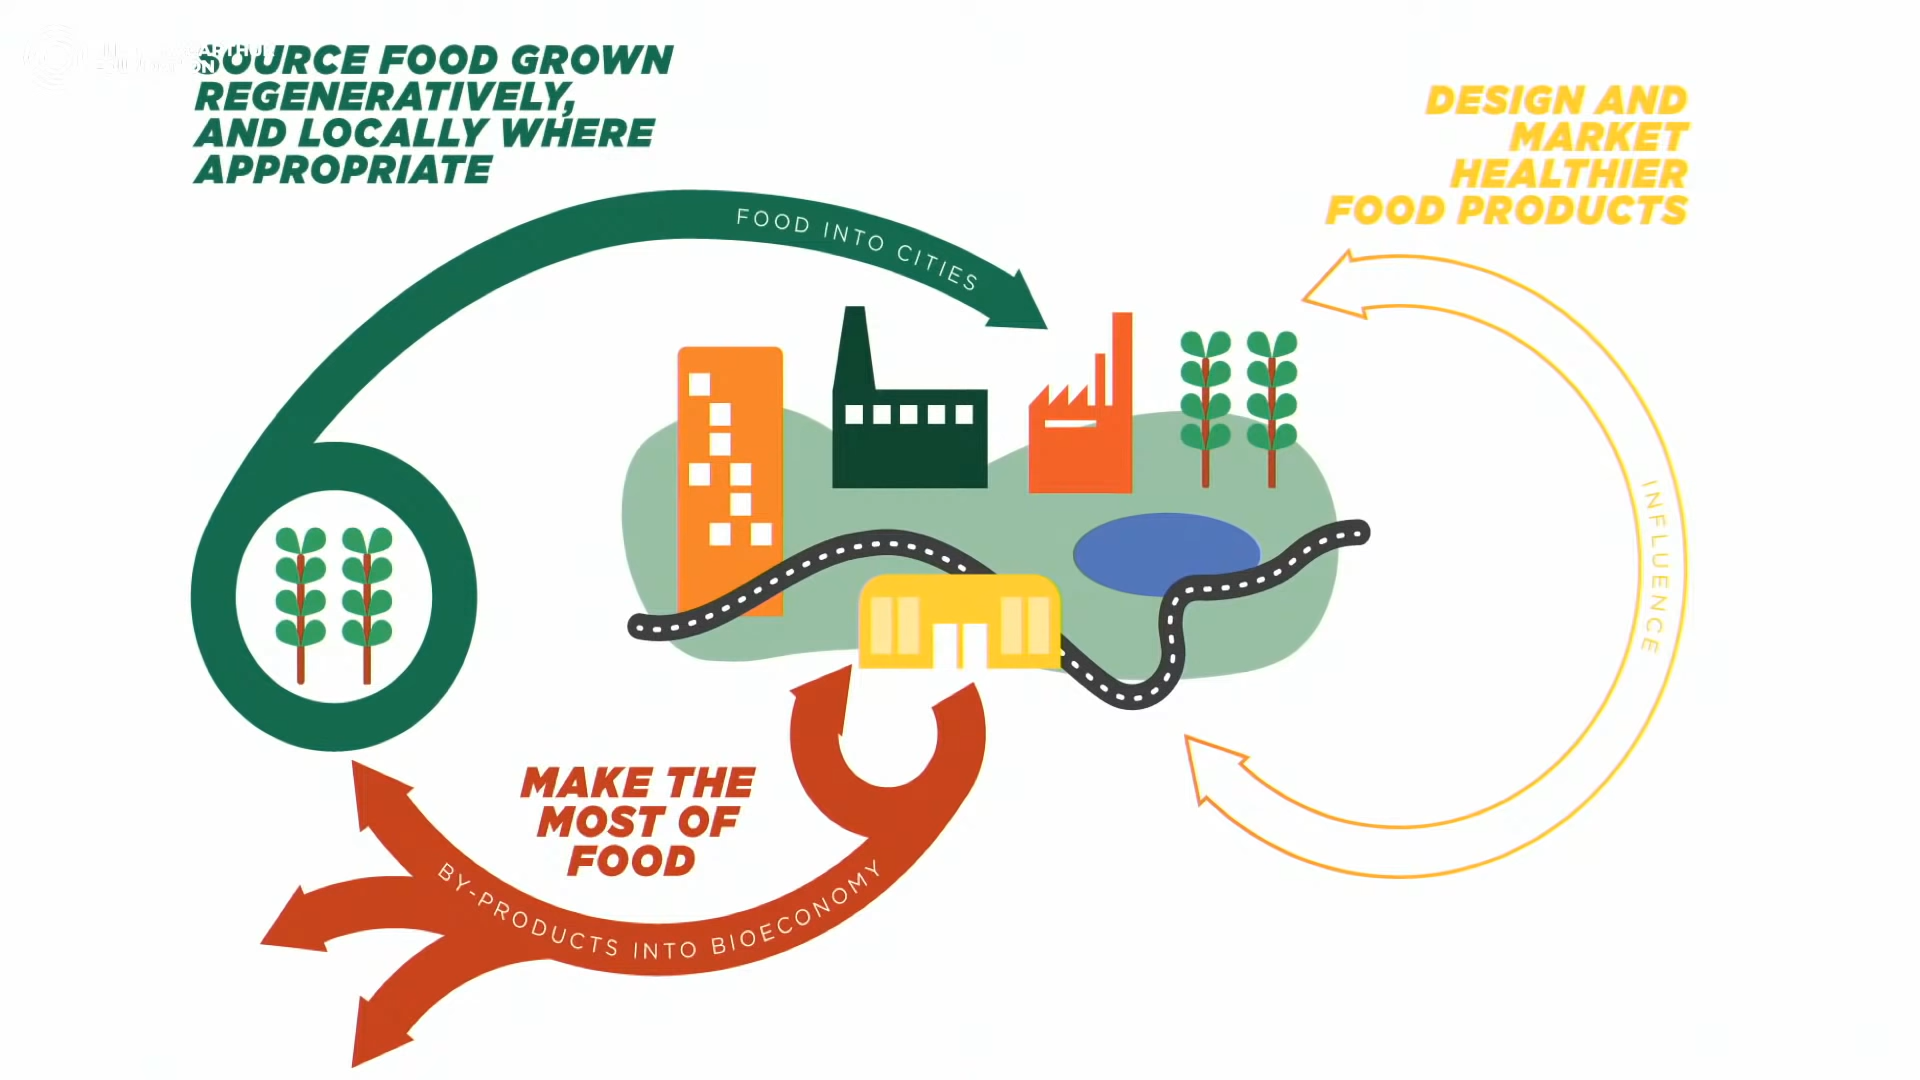 SOURCE FOOD GROWN
REGENERATIVELY,
AND LOCALLY WHERE
APPROPRIATE
DESIGN AND
MARKET
HEALTHIER
FOOD PRODUCTS
FOOD INTO CITIES
INFLUENCE
MAKE THE
MOST OF
FOOD
BY-PRODUCTS INTO BIOECONOMY